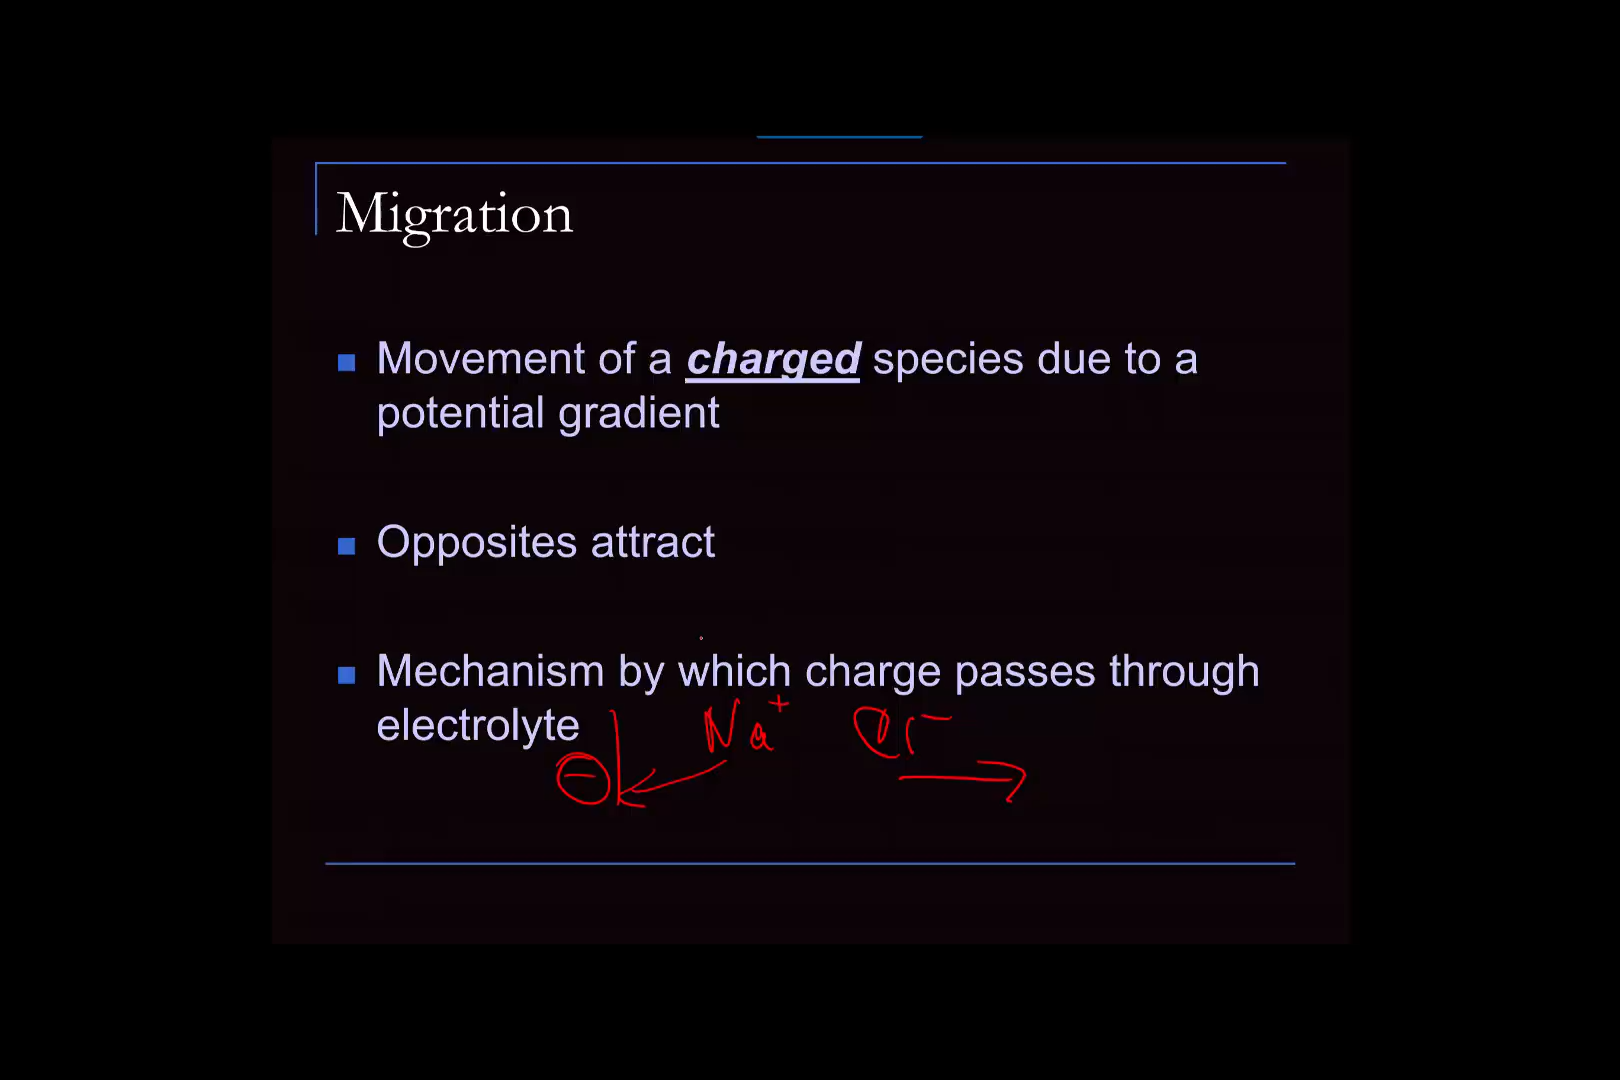 Migration
Movement of a charged species due to a
potential gradient
Opposites attract
Mechanism by which charge passes through
electrolyte
Na+ Cl-
-